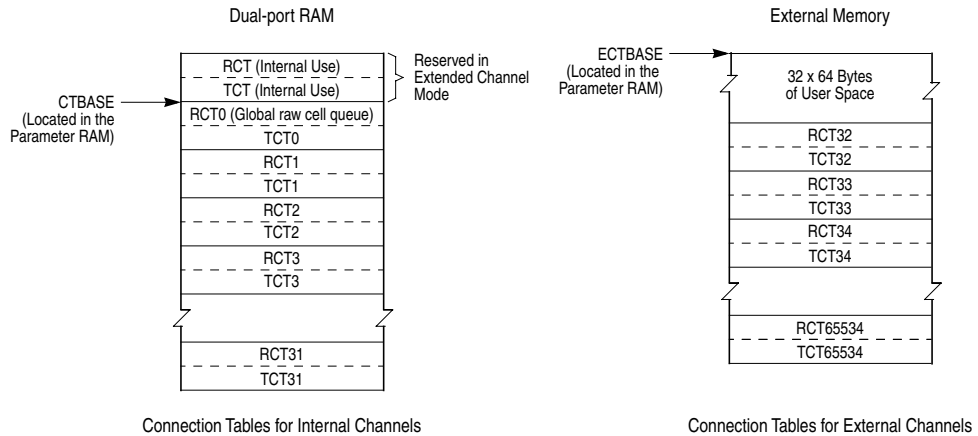 Dual-port RAM
RCT (Internal Use)
TCT (Internal Use)
Reserved in
Extended Channel
Mode
CTBASE
(Located in the
Parameter RAM)
RCT0 (Global raw cell queue)
TCT0
RCT1
TCT1
RCT2
TCT2
RCT3
TCT3
RCT31
TCT31
Connection Tables for Internal Channels
External Memory
ECTBASE
(Located in the
Parameter RAM)
32 x 64 Bytes
of User Space
RCT32
TCT32
RCT33
TCT33
RCT34
TCT34
RCT65534
TCT65534
Connection Tables for External Channels